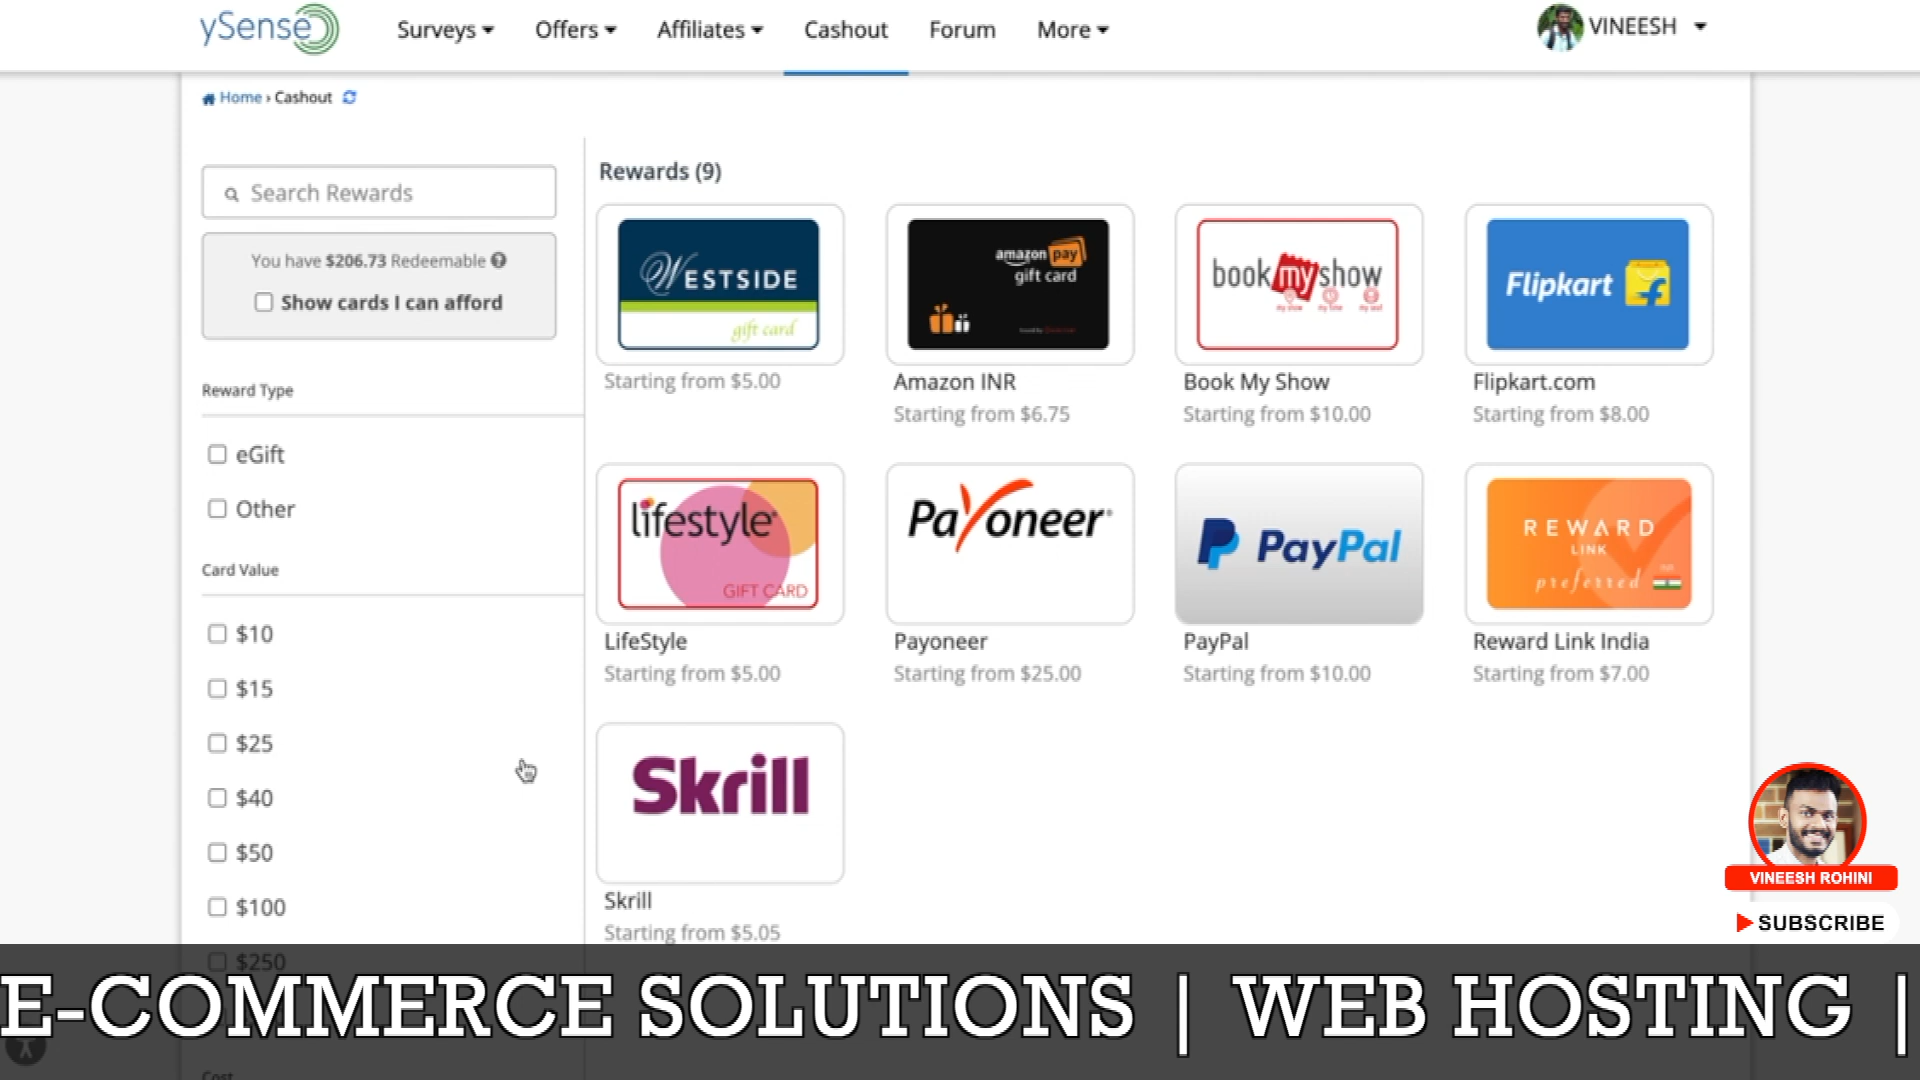 ySense
Surveys
Offers
Affiliates
Cashout
Forum
More
VINEESH
Home › Cashout
Search Rewards
You have $206.73 Redeemable
Show cards I can afford
Reward Type
eGift
Other
Card Value
$10
$15
$25
$40
$50
$100
$250
Cost
Rewards (9)
WESTSIDE
gift card
Starting from $5.00
amazon pay
gift card
Amazon INR
Starting from $6.75
bookmyshow
Book My Show
Starting from $10.00
Flipkart
Flipkart.com
Starting from $8.00
lifestyle
GIFT CARD
LifeStyle
Starting from $5.00
Payoneer
Payoneer
Starting from $25.00
PayPal
PayPal
Starting from $10.00
REWARD
LINK
preferred
Reward Link India
Starting from $7.00
Skrill
Skrill
Starting from $5.05
VINEESH ROHINI
SUBSCRIBE
E-COMMERCE SOLUTIONS | WEB HOSTING |